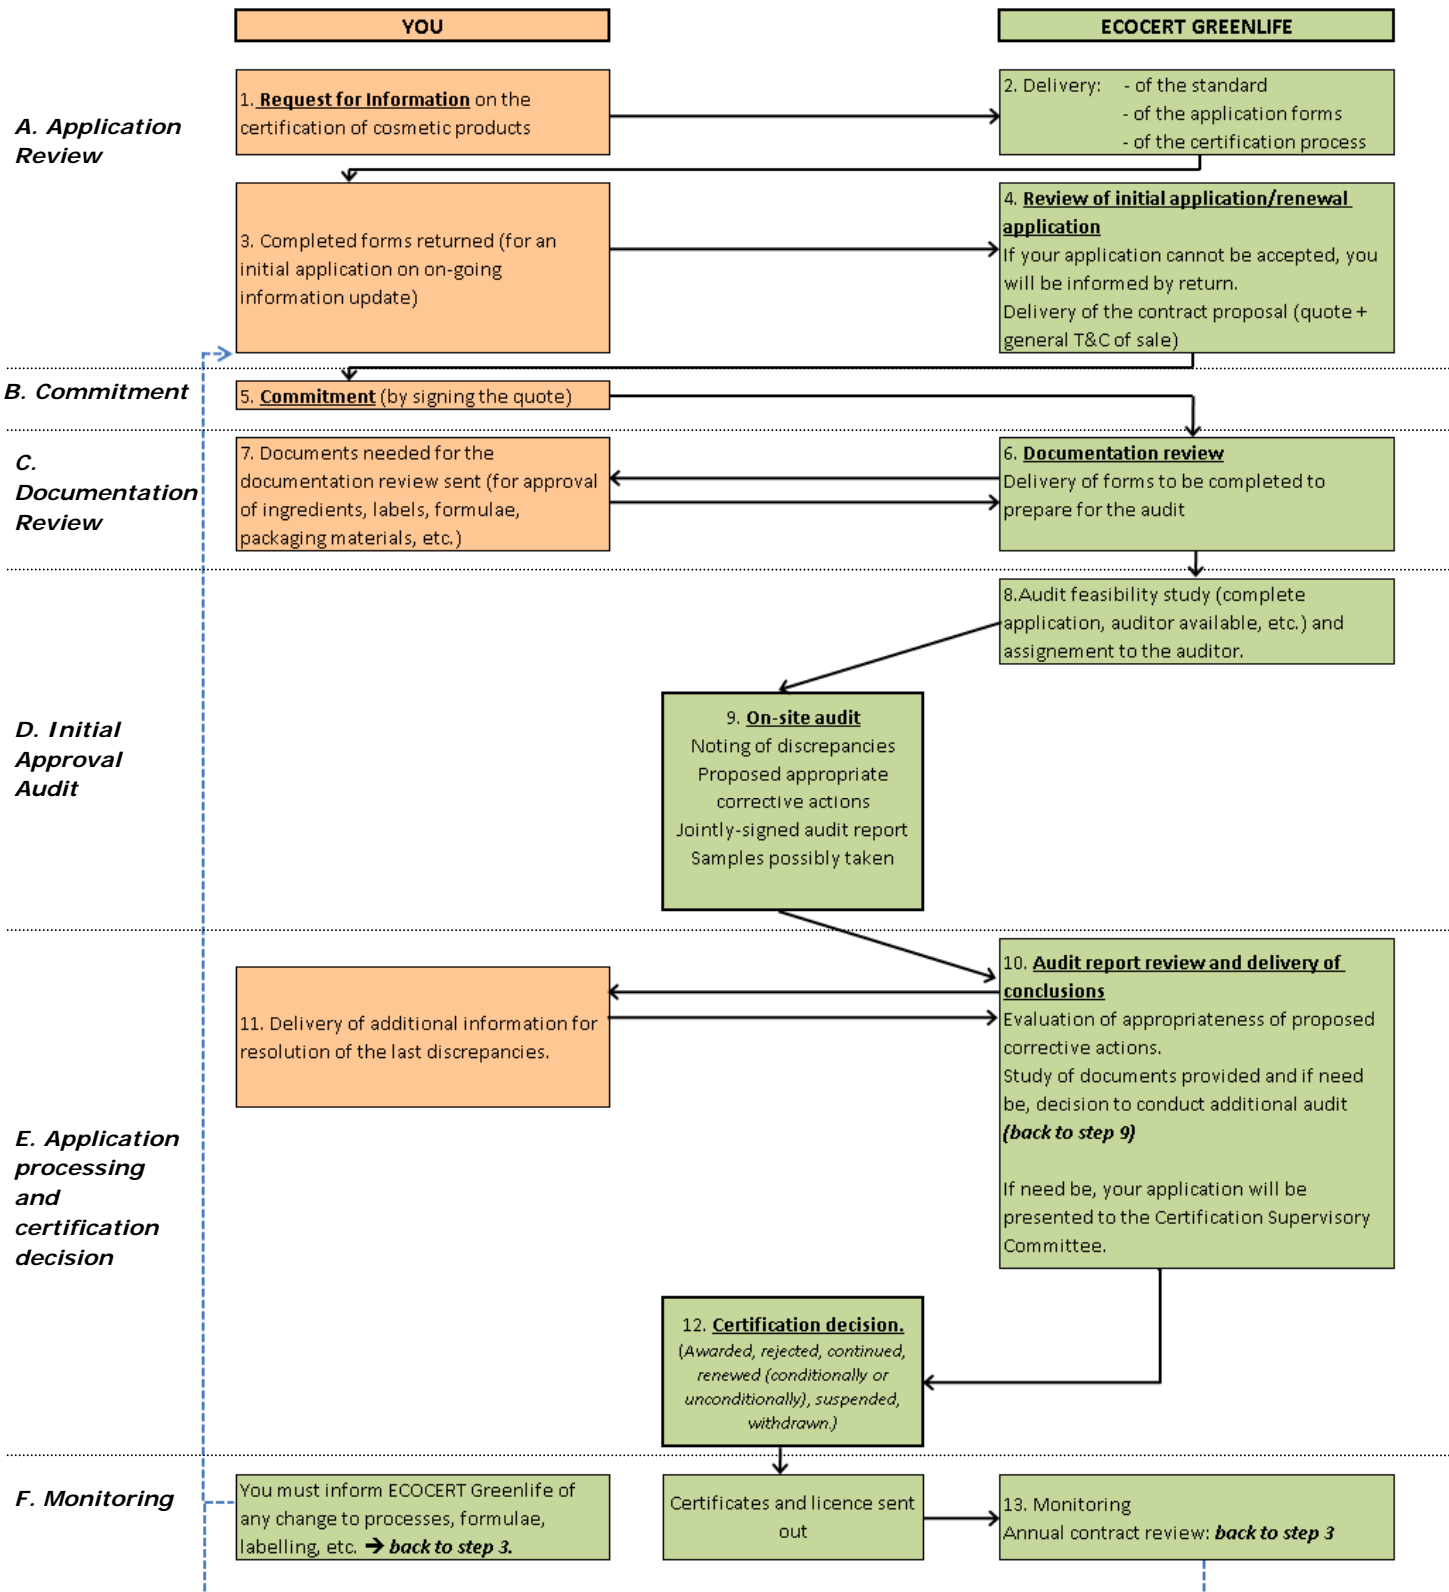 YOU
ECOCERT GREENLIFE
A. Application
Review
1. Request for Information on the
certification of cosmetic products
2. Delivery: - of the standard
- of the application forms
- of the certification process
3. Completed forms returned (for an
initial application on on-going
information update)
4. Review of initial application/renewal
application
If your application cannot be accepted, you
will be informed by return.
Delivery of the contract proposal (quote +
general T&C of sale)
B. Commitment
5. Commitment (by signing the quote)
C.
Documentation
Review
7. Documents needed for the
documentation review sent (for approval
of ingredients, labels, formulae,
packaging materials, etc.)
6. Documentation review
Delivery of forms to be completed to
prepare for the audit
8.Audit feasibility study (complete
application, auditor available, etc.) and
assignement to the auditor.
D. Initial
Approval
Audit
9. On-site audit
Noting of discrepancies
Proposed appropriate
corrective actions
Jointly-signed audit report
Samples possibly taken
E. Application
processing
and
certification
decision
11. Delivery of additional information for
resolution of the last discrepancies.
10. Audit report review and delivery of
conclusions
Evaluation of appropriateness of proposed
corrective actions.
Study of documents provided and if need
be, decision to conduct additional audit
(back to step 9)
If need be, your application will be
presented to the Certification Supervisory
Committee.
12. Certification decision.
(Awarded, rejected, continued,
renewed (conditionally or
unconditionally), suspended,
withdrawn.)
F. Monitoring
You must inform ECOCERT Greenlife of
any change to processes, formulae,
labelling, etc. ➔ back to step 3.
Certificates and licence sent
out
13. Monitoring
Annual contract review: back to step 3